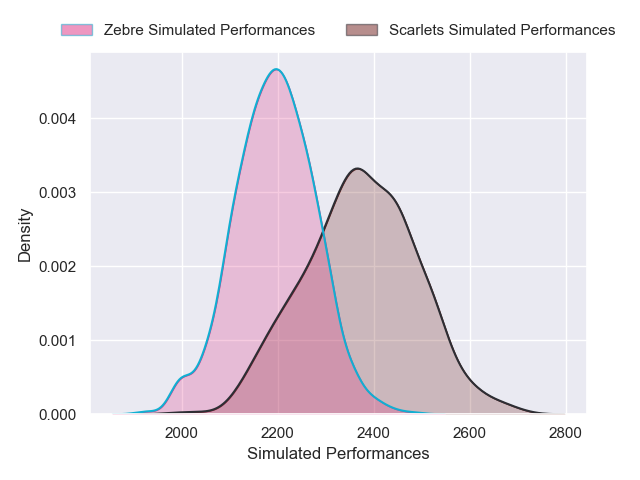 Zebre Simulated Performances Scarlets Simulated Performances
0.004
0.003
0.002
0.001
0.000
Density
2000 2200 2400 2600 2800
Simulated Performances